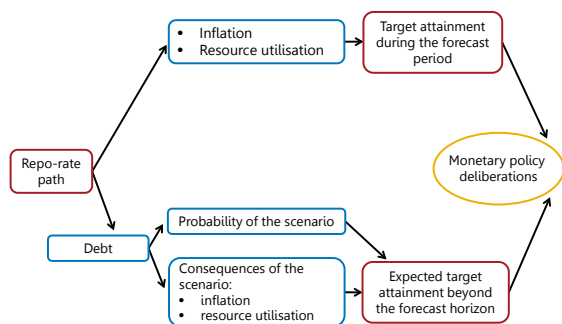 • Inflation
• Resource utilisation
Target attainment
during the forecast
period
Repo-rate
path
Monetary policy
deliberations
Debt
Probability of the scenario
Consequences of the
scenario:
• inflation
• resource utilisation
Expected target
attainment beyond
the forecast horizon